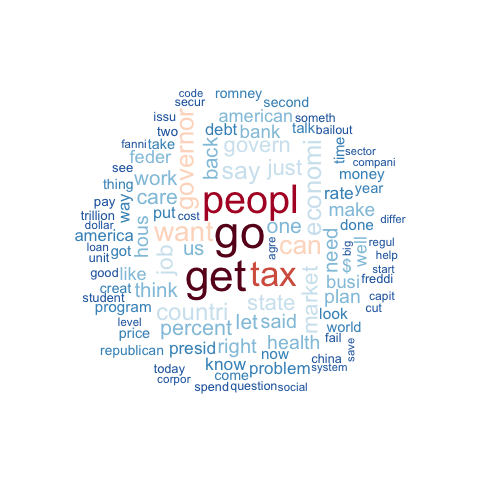 code
romney
second
secur
american
someth
issu
two
debt
bank
talk
bailout
fanni
take
governor
back
govern
economi
time
sector
feder
say
just
compani
see
thing
work
care
peopl
rate
money
year
pay
way
put
cost
one
make
trillion
dollar
america
hous
want
us
go
can
need
done
differ
loan
got
unit
agre
big
well
regul
job
get
tax
$
help
good
like
busi
freddi
start
creat
think
market
student
program
countri
state
plan
capit
cut
level
percent
let
said
look
world
price
right
health
fail
republican
presid
now
china
save
know
come
problem
system
today
corpor
spend
question
social